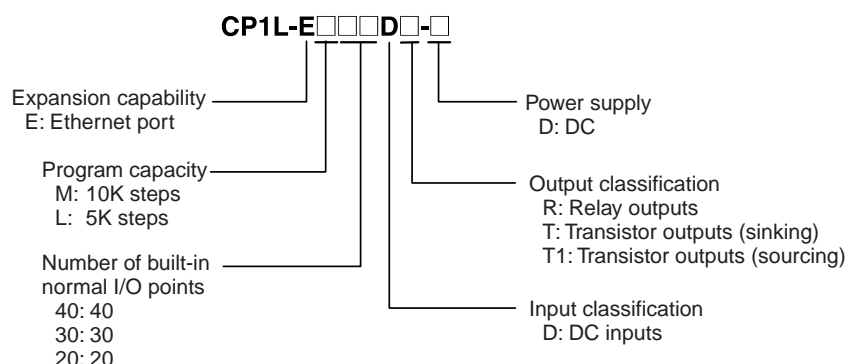 CP1L-E□□□D□-□
Expansion capability
E: Ethernet port
Program capacity
M: 10K steps
L: 5K steps
Number of built-in
normal I/O points
40: 40
30: 30
20: 20
Power supply
D: DC
Output classification
R: Relay outputs
T: Transistor outputs (sinking)
T1: Transistor outputs (sourcing)
Input classification
D: DC inputs